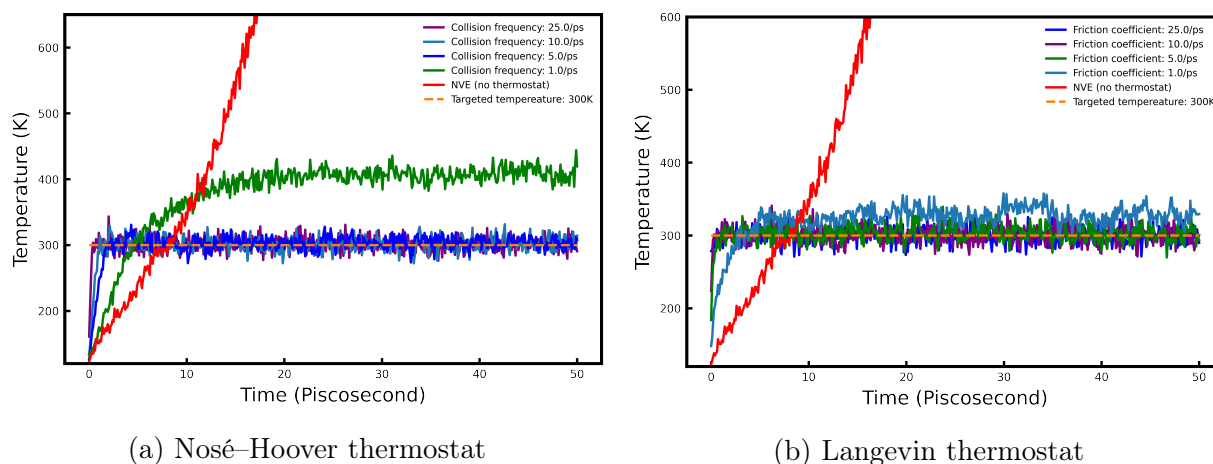 600
500
400
300
200
Temperature (K)
0 10 20 30 40 50
Time (Piscosecond)
Collision frequency: 25.0/ps
Collision frequency: 10.0/ps
Collision frequency: 5.0/ps
Collision frequency: 1.0/ps
NVE (no thermostat)
Targeted tempereature: 300K
(a) Nosé–Hoover thermostat
600
500
400
300
200
Temperature (K)
0 10 20 30 40 50
Time (Piscosecond)
Friction coefficient: 25.0/ps
Friction coefficient: 10.0/ps
Friction coefficient: 5.0/ps
Friction coefficient: 1.0/ps
NVE (no thermostat)
Targeted tempereature: 300K
(b) Langevin thermostat